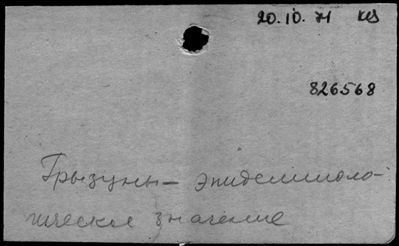 20.10.71
826568
Грызуны — эпидемиоло-
гическое значение